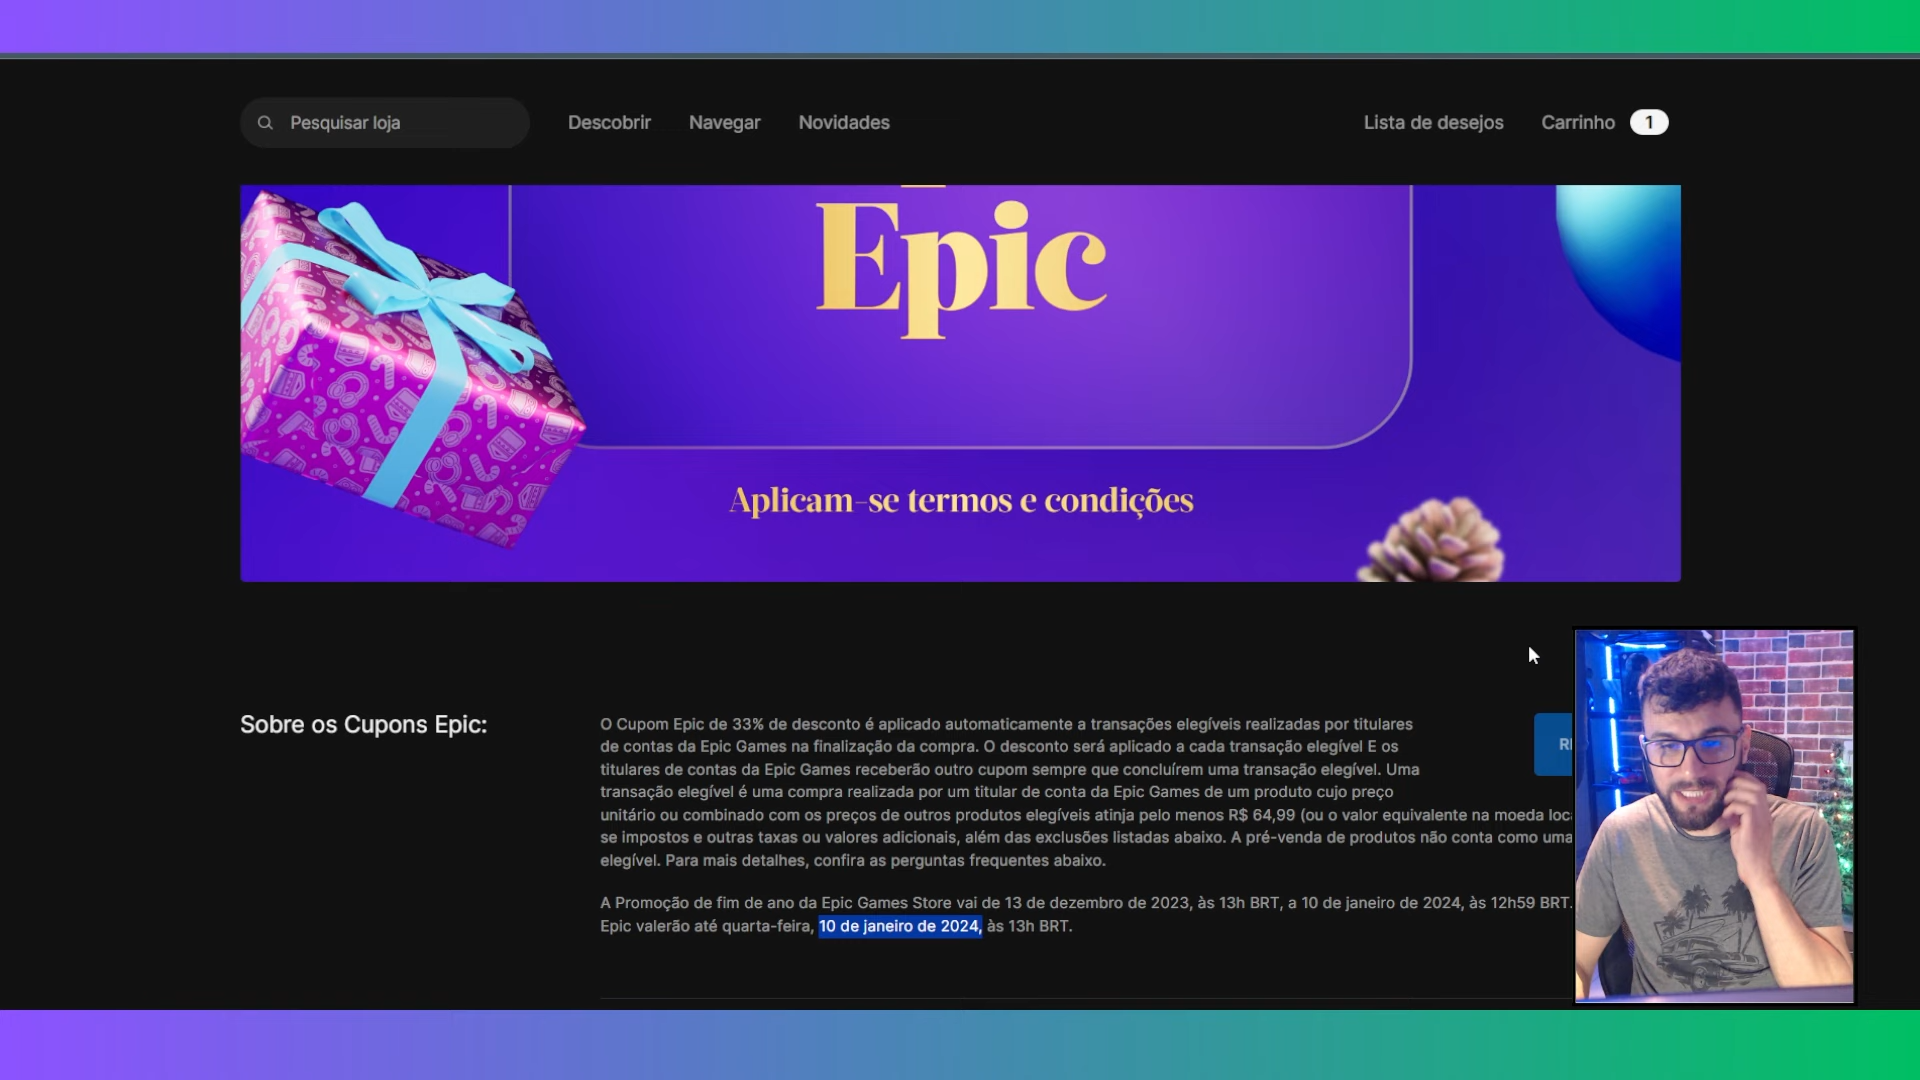 Pesquisar loja
Descobrir
Navegar
Novidades
Lista de desejos
Carrinho
1
Epic
Aplicam-se termos e condições
Sobre os Cupons Epic:
O Cupom Epic de 33% de desconto é aplicado automaticamente a transações elegíveis realizadas por titulares
de contas da Epic Games na finalização da compra. O desconto será aplicado a cada transação elegível E os
titulares de contas da Epic Games receberão outro cupom sempre que concluírem uma transação elegível. Uma
transação elegível é uma compra realizada por um titular de conta da Epic Games de um produto cujo preço
unitário ou combinado com os preços de outros produtos elegíveis atinja pelo menos R$ 64,99 (ou o valor equivalente na moeda
se impostos e outras taxas ou valores adicionais, além das exclusões listadas abaixo. A pré-venda de produtos não conta como uma
elegível. Para mais detalhes, confira as perguntas frequentes abaixo.
A Promoção de fim de ano da Epic Games Store vai de 13 de dezembro de 2023, às 13h BRT, a 10 de janeiro de 2024, às 12h59 BRT.
Epic valerão até quarta-feira, 10 de janeiro de 2024, às 13h BRT.